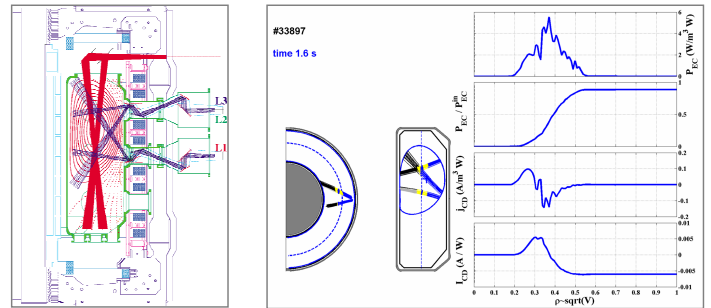 L3
L2
L1
#33897
time 1.6 s
6
4
2
0
P_EC (W/m³ W)
1
0.5
0
P_EC / P^in_EC
0.2
0.1
0
-0.1
-0.2
j_CD (A/m³ W)
0.01
0.005
0
-0.005
-0.01
I_CD (A / W)
0 0.1 0.2 0.3 0.4 0.5 0.6 0.7 0.8 0.9 1
ρ~sqrt(V)